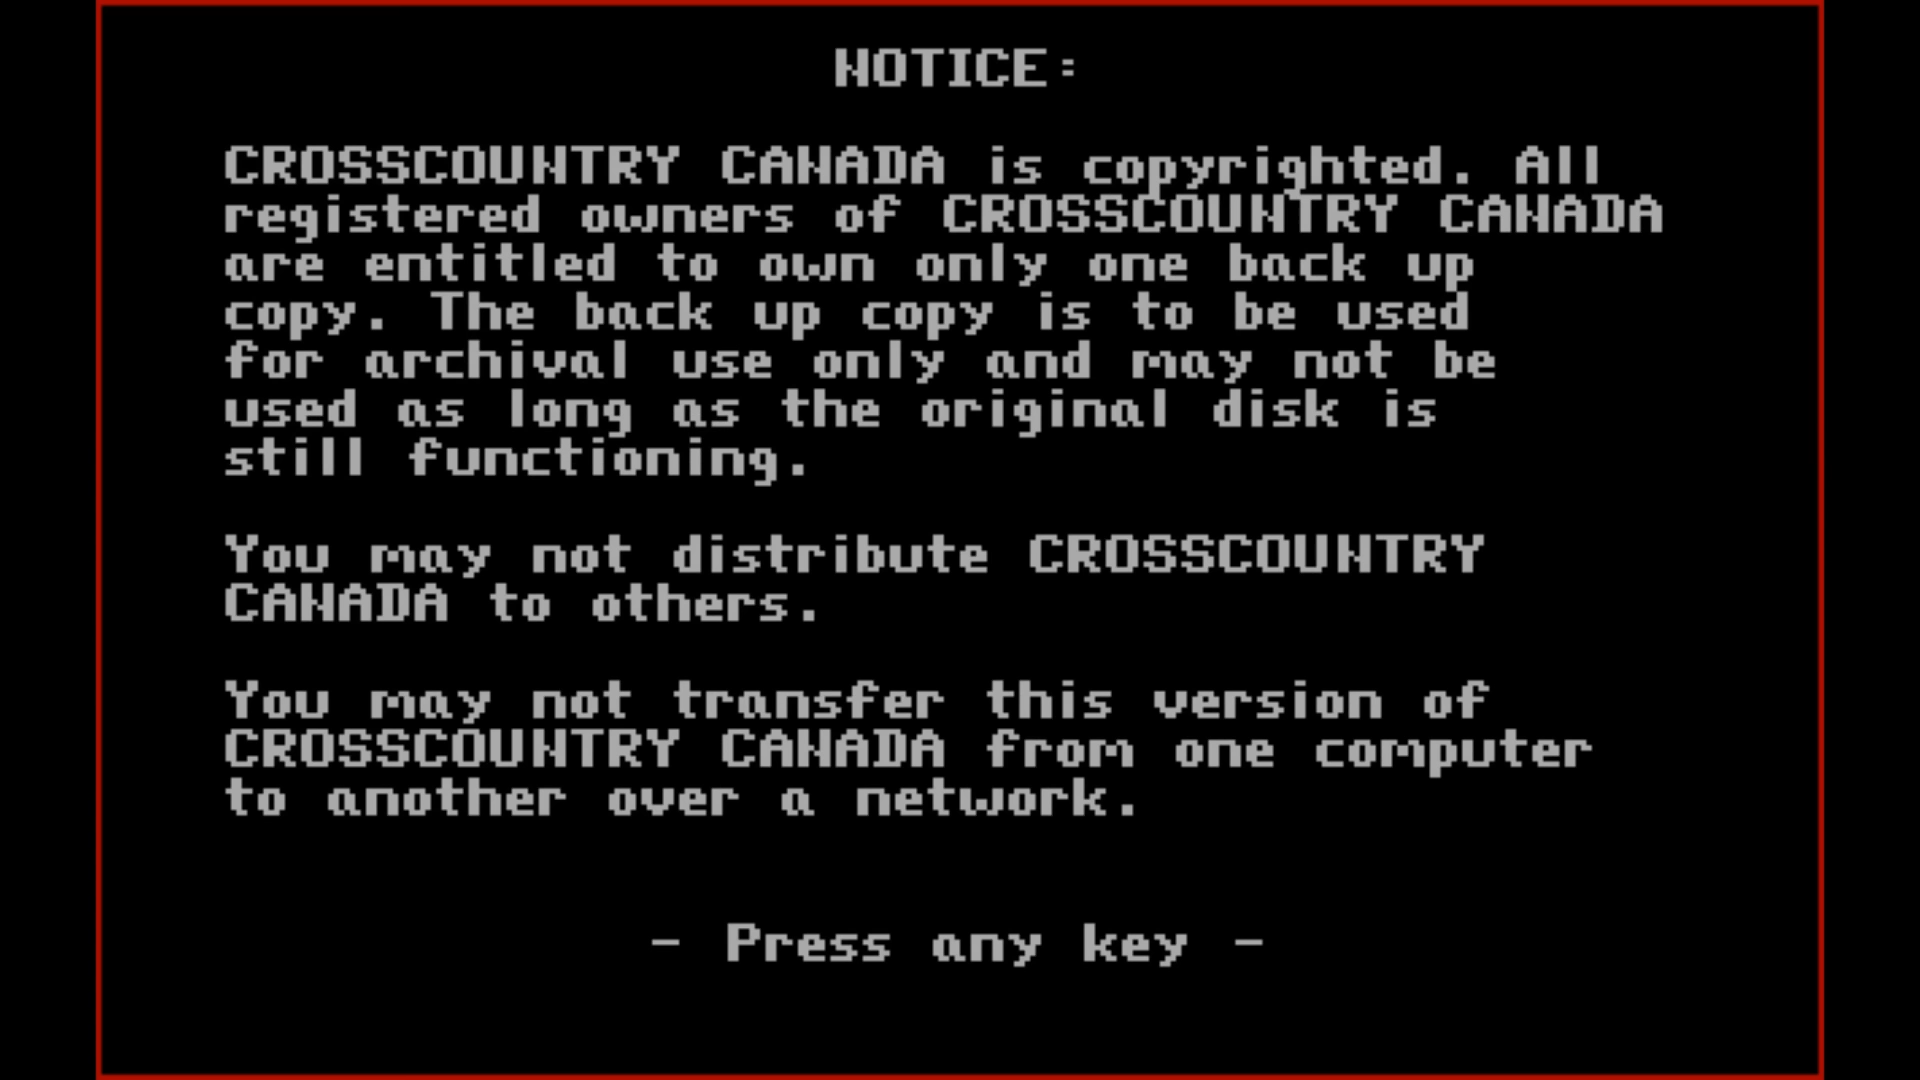 NOTICE:
CROSSCOUNTRY CANADA is copyrighted. All
registered owners of CROSSCOUNTRY CANADA
are entitled to own only one back up
copy. The back up copy is to be used
for archival use only and may not be
used as long as the original disk is
still functioning.
You may not distribute CROSSCOUNTRY
CANADA to others.
You may not transfer this version of
CROSSCOUNTRY CANADA from one computer
to another over a network.
- Press any key -